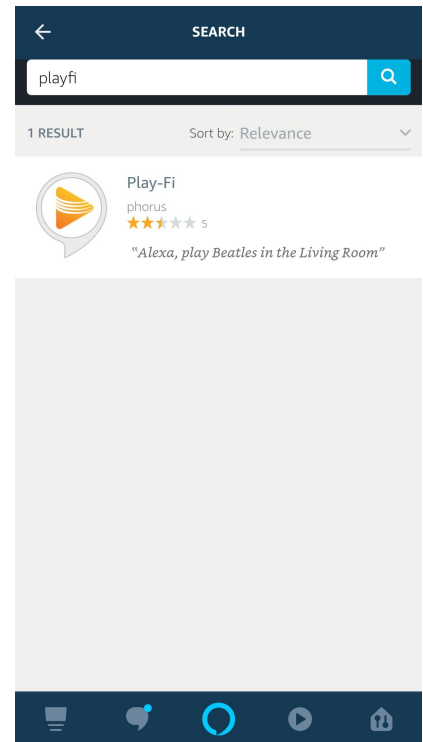 SEARCH
playfi
1 RESULT Sort by: Relevance
Play-Fi
phorus
5
"Alexa, play Beatles in the Living Room"